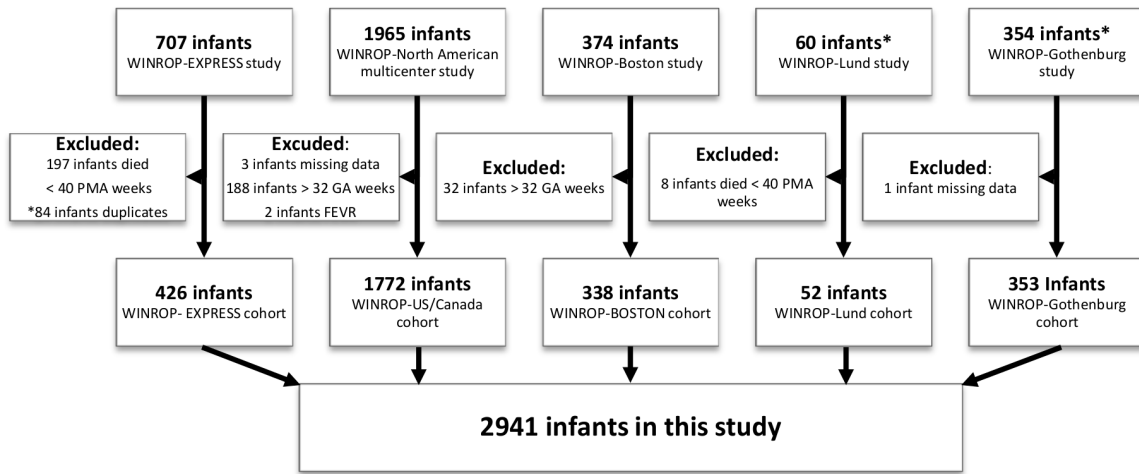 707 infants
WINROP-EXPRESS study
1965 infants
WINROP-North American
multicenter study
374 infants
WINROP-Boston study
60 infants*
WINROP-Lund study
354 infants*
WINROP-Gothenburg
study
Excluded:
197 infants died
< 40 PMA weeks
*84 infants duplicates
Excuded:
3 infants missing data
188 infants > 32 GA weeks
2 infants FEVR
Excluded:
32 infants > 32 GA weeks
Excluded:
8 infants died < 40 PMA
weeks
Excluded:
1 infant missing data
426 infants
WINROP- EXPRESS cohort
1772 infants
WINROP-US/Canada
cohort
338 infants
WINROP-BOSTON cohort
52 infants
WINROP-Lund cohort
353 Infants
WINROP-Gothenburg
cohort
2941 infants in this study